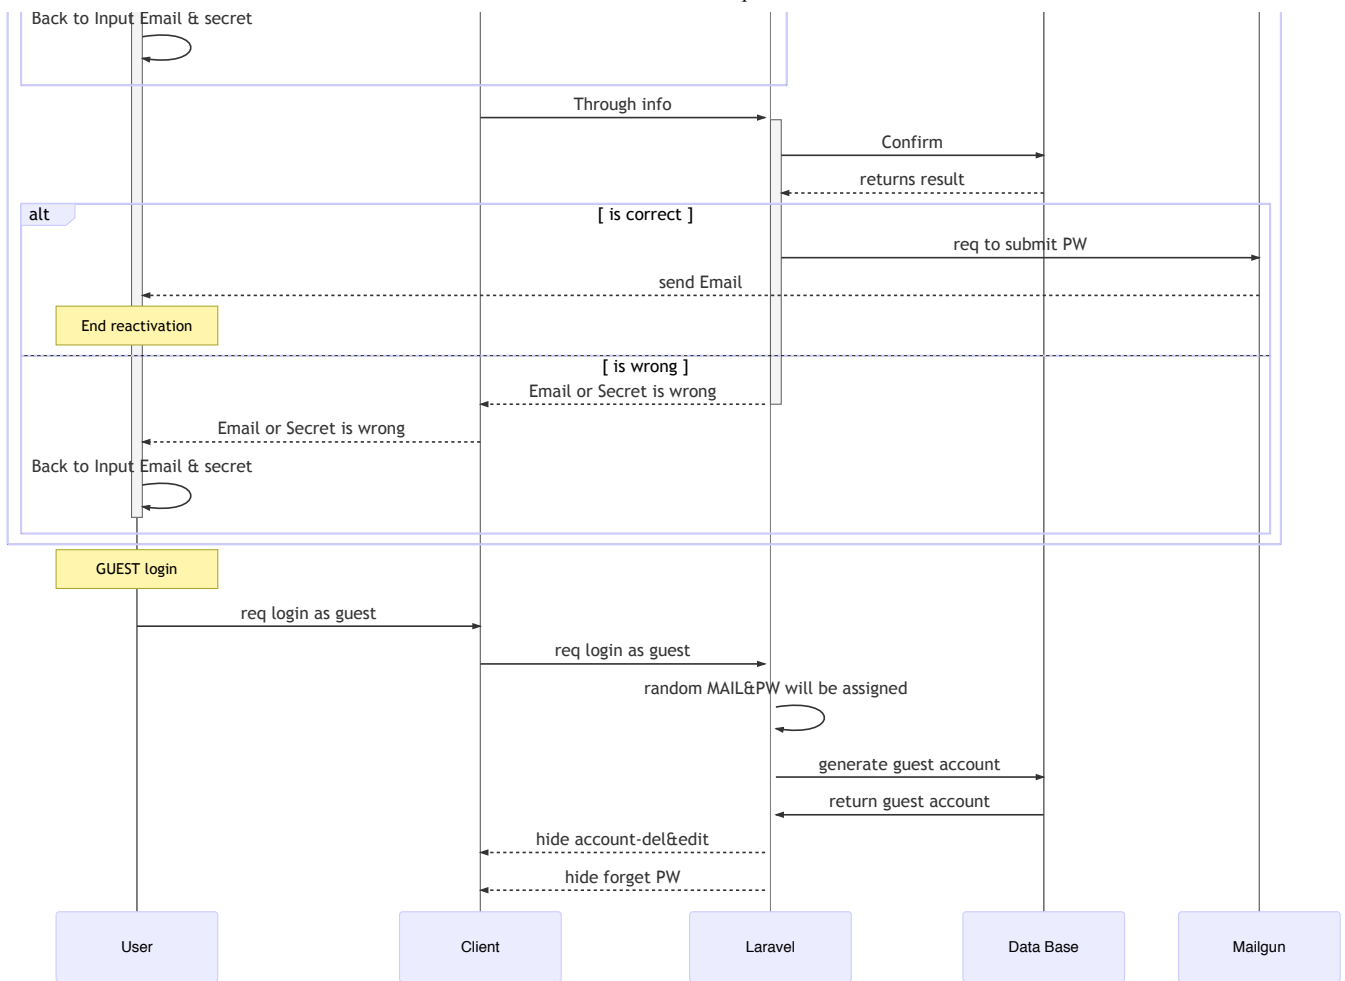 Back to Input Email & secret
Through info
Confirm
returns result
alt
[ is correct ]
req to submit PW
send Email
End reactivation
[ is wrong ]
Email or Secret is wrong
Email or Secret is wrong
Back to Input Email & secret
GUEST login
req login as guest
req login as guest
random MAIL&PW will be assigned
generate guest account
return guest account
hide account-del&edit
hide forget PW
User
Client
Laravel
Data Base
Mailgun